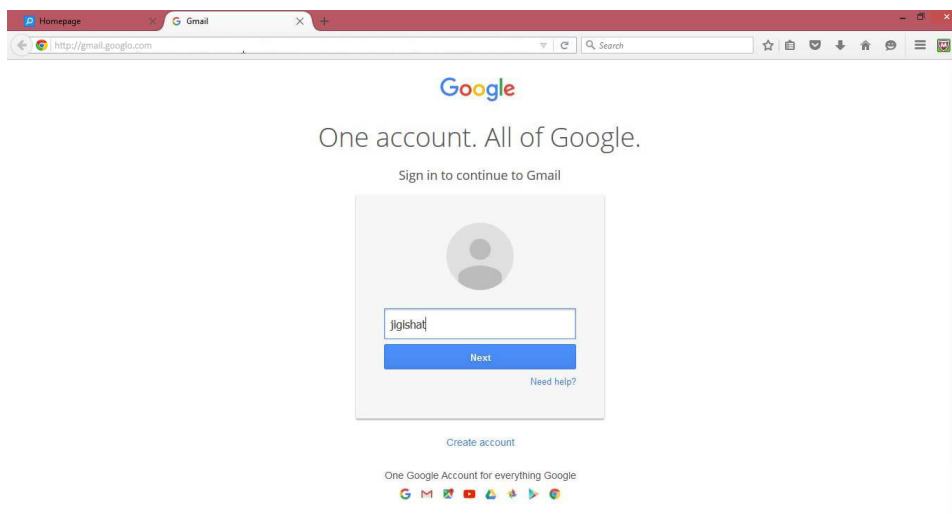 Homepage
Gmail
http://gmail.googlo.com
Search
Google
One account. All of Google.
Sign in to continue to Gmail
jigishat
Next
Need help?
Create account
One Google Account for everything Google